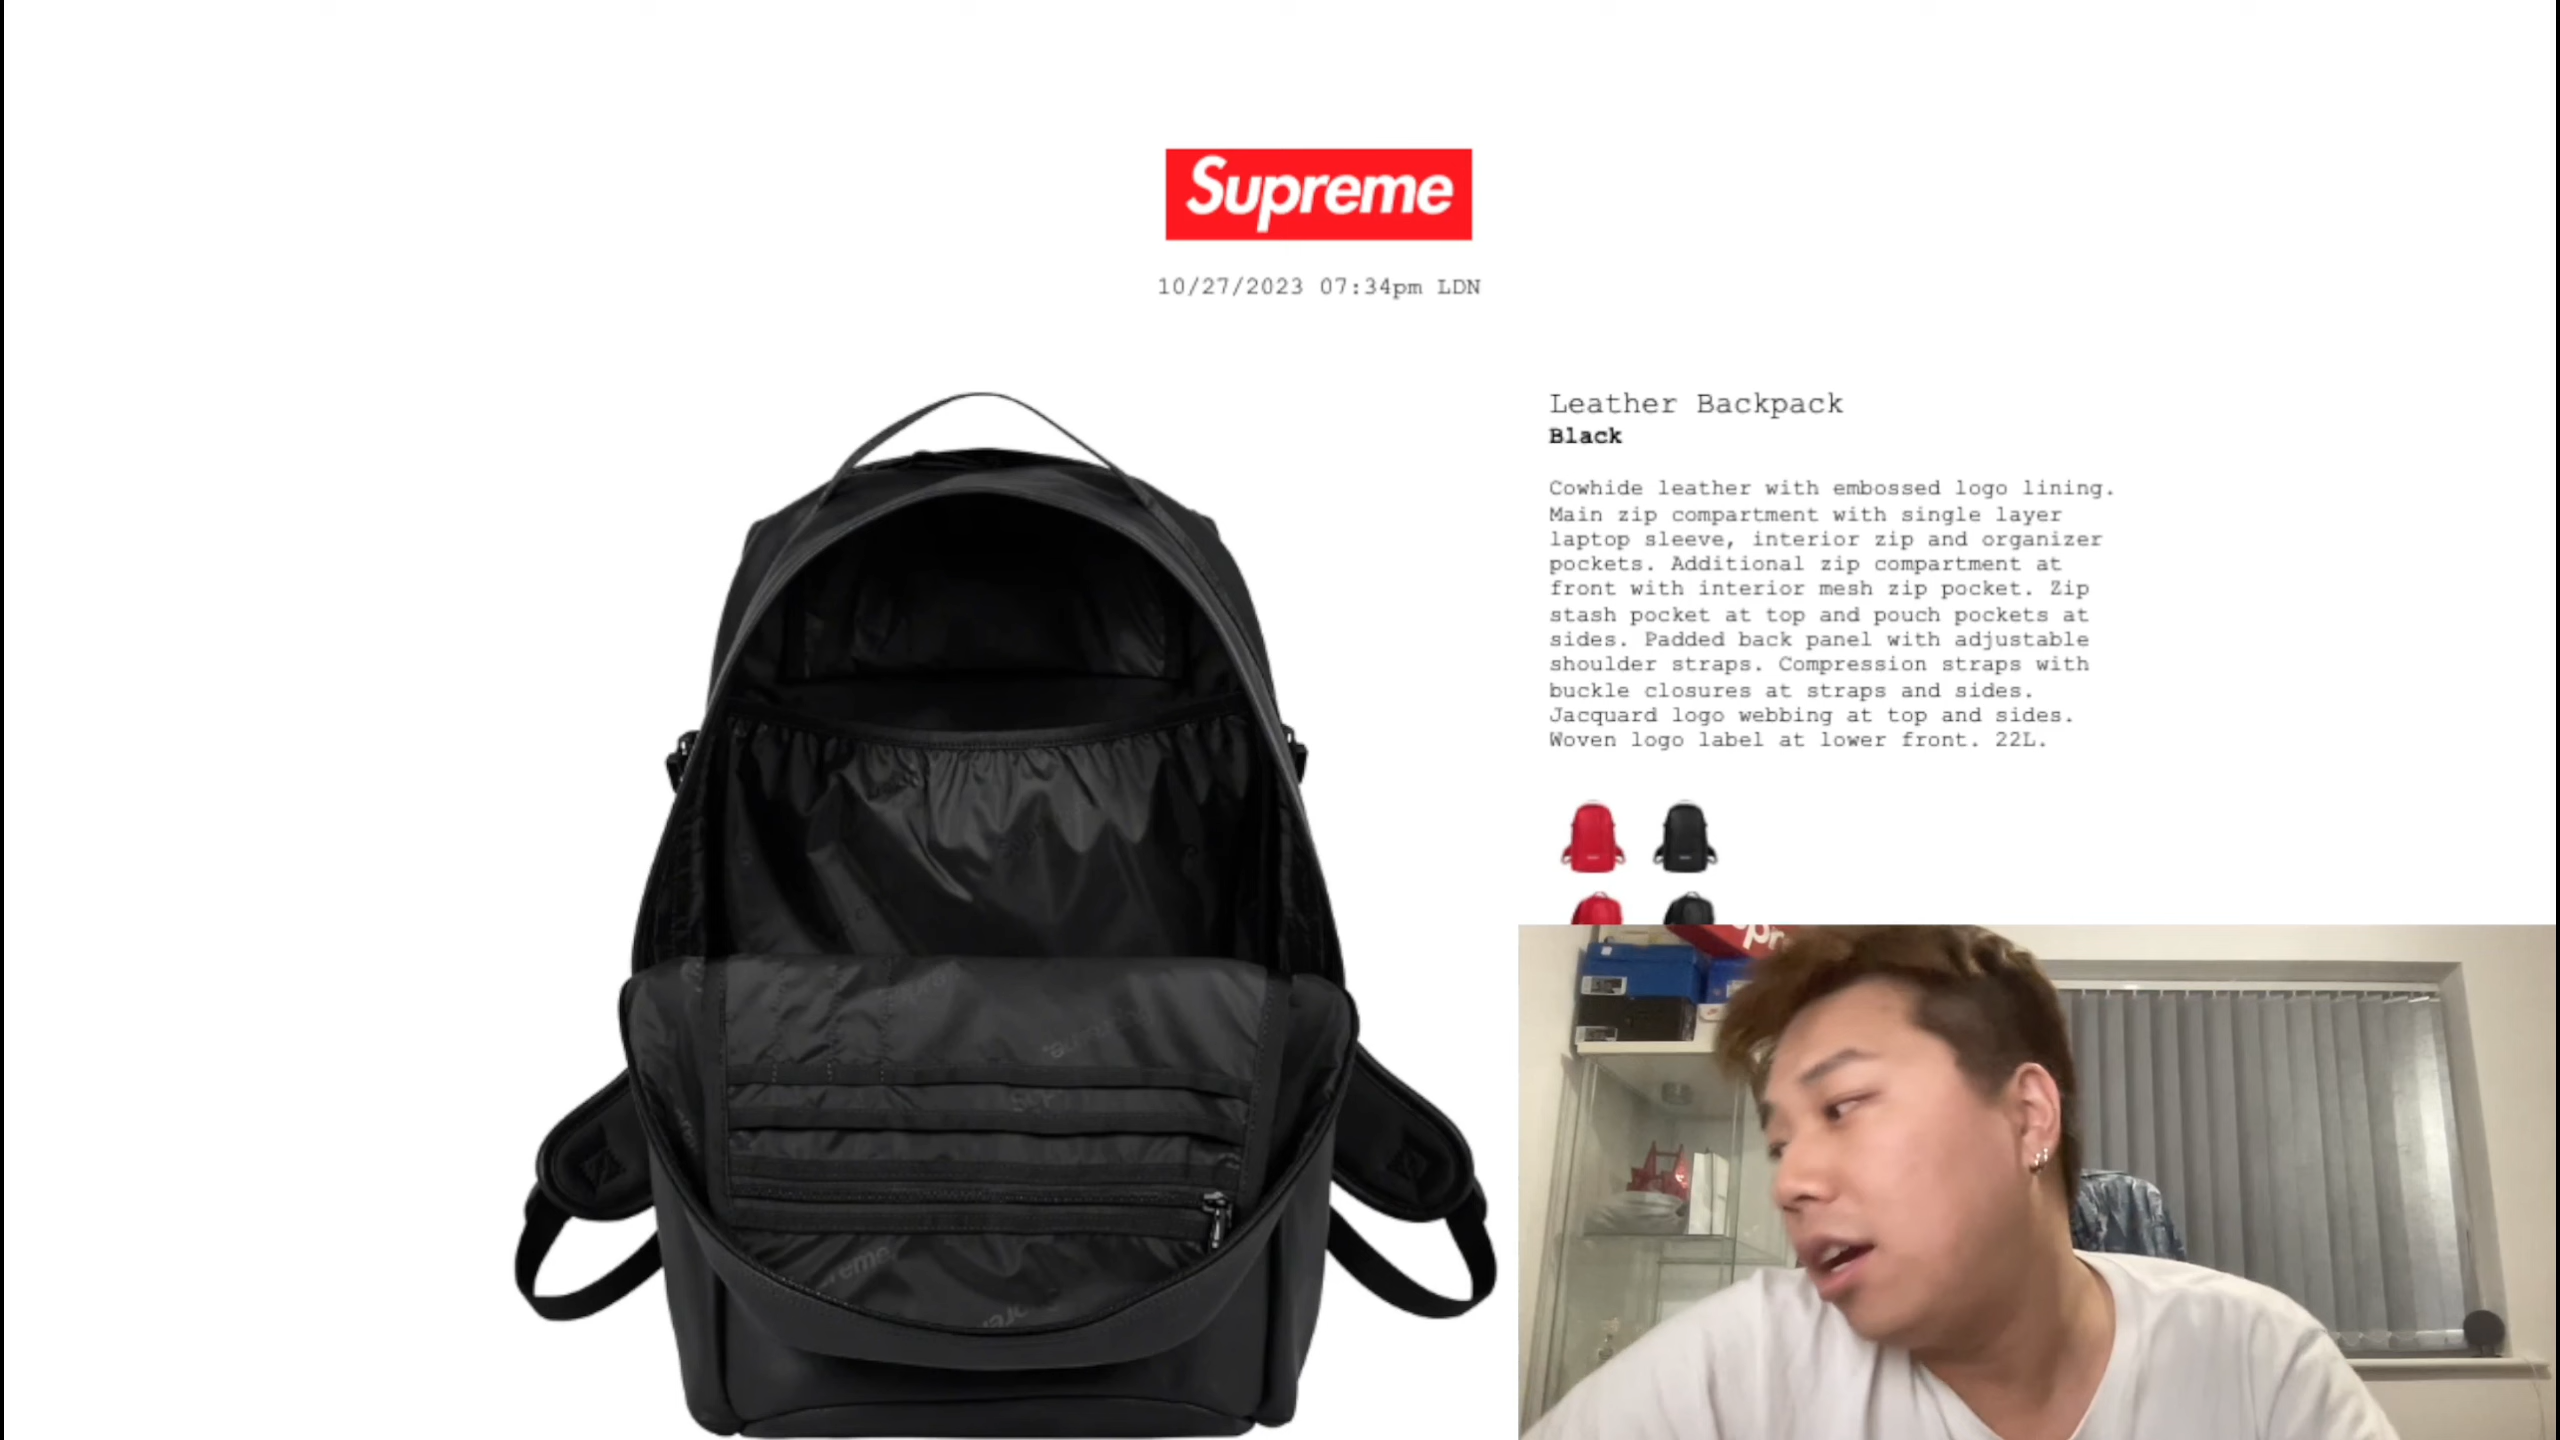 Supreme
10/27/2023 07:34pm LDN
Leather Backpack
Black
Cowhide leather with embossed logo lining.
Main zip compartment with single layer
laptop sleeve, interior zip and organizer
pockets. Additional zip compartment at
front with interior mesh zip pocket. Zip
stash pocket at top and pouch pockets at
sides. Padded back panel with adjustable
shoulder straps. Compression straps with
buckle closures at straps and sides.
Jacquard logo webbing at top and sides.
Woven logo label at lower front. 22L.